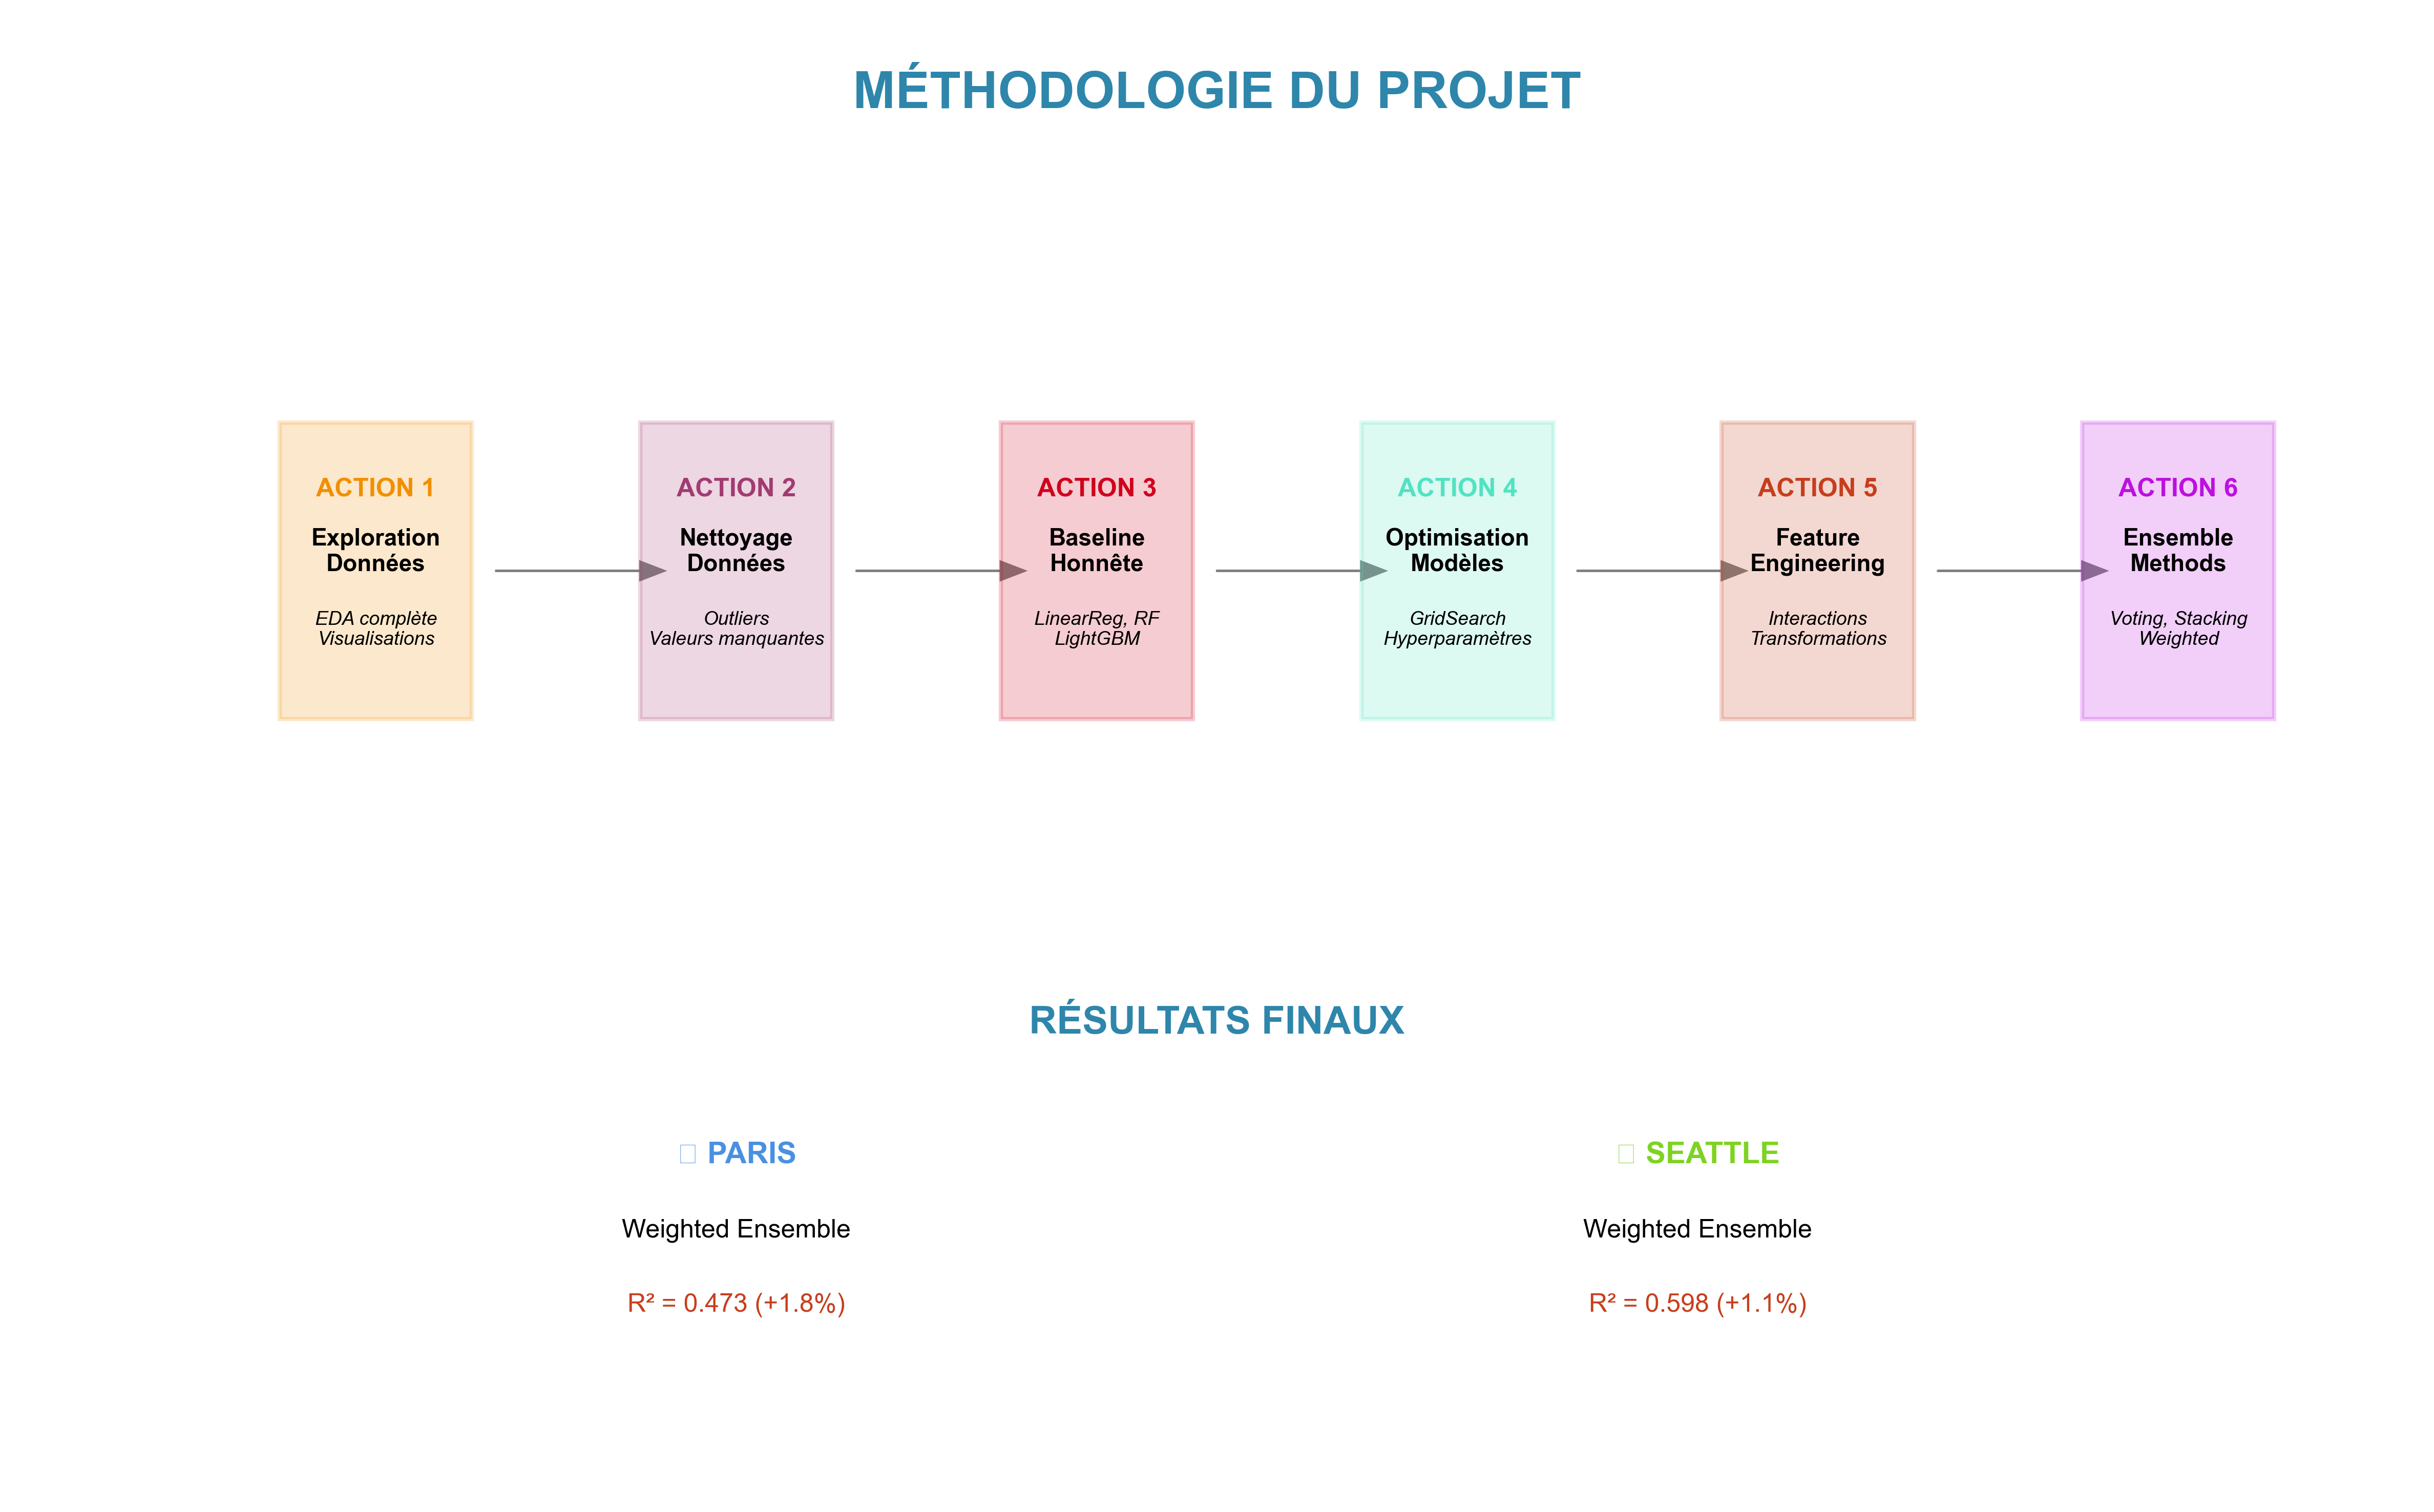 MÉTHODOLOGIE DU PROJET
ACTION 1
Exploration
Données
EDA complète
Visualisations
ACTION 2
Nettoyage
Données
Outliers
Valeurs manquantes
ACTION 3
Baseline
Honnête
LinearReg, RF
LightGBM
ACTION 4
Optimisation
Modèles
GridSearch
Hyperparamètres
ACTION 5
Feature
Engineering
Interactions
Transformations
ACTION 6
Ensemble
Methods
Voting, Stacking
Weighted
RÉSULTATS FINAUX
PARIS
Weighted Ensemble
R² = 0.473 (+1.8%)
SEATTLE
Weighted Ensemble
R² = 0.598 (+1.1%)